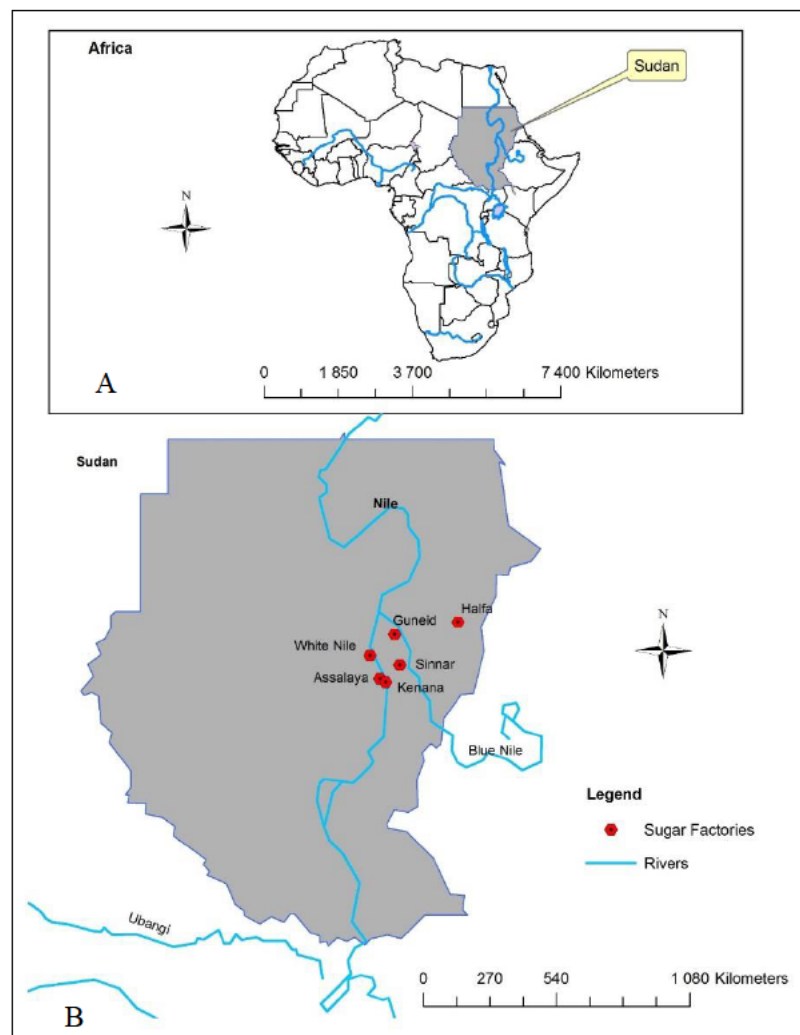 Africa
Sudan
N
0 1 850 3 700 7 400 Kilometers
A
Sudan
Nile
Halfa
Guneid
N
White Nile
Sinnar
Assalaya
Kenana
Blue Nile
Legend
Sugar Factories
Rivers
Ubangi
0 270 540 1 080 Kilometers
B